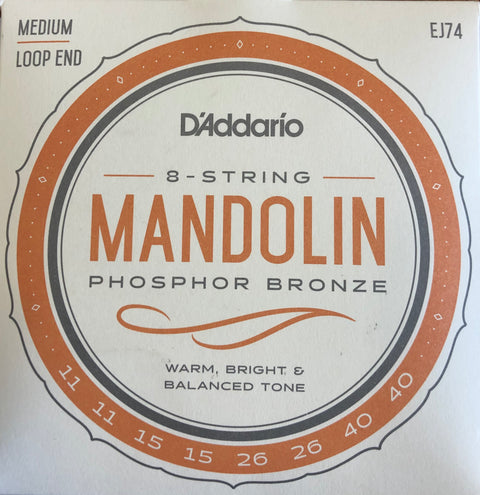 MEDIUM
LOOP END
EJ74
D'Addario
8-STRING
MANDOLIN
PHOSPHOR BRONZE
WARM, BRIGHT &
BALANCED TONE
11 11 15 15 26 26 40 40